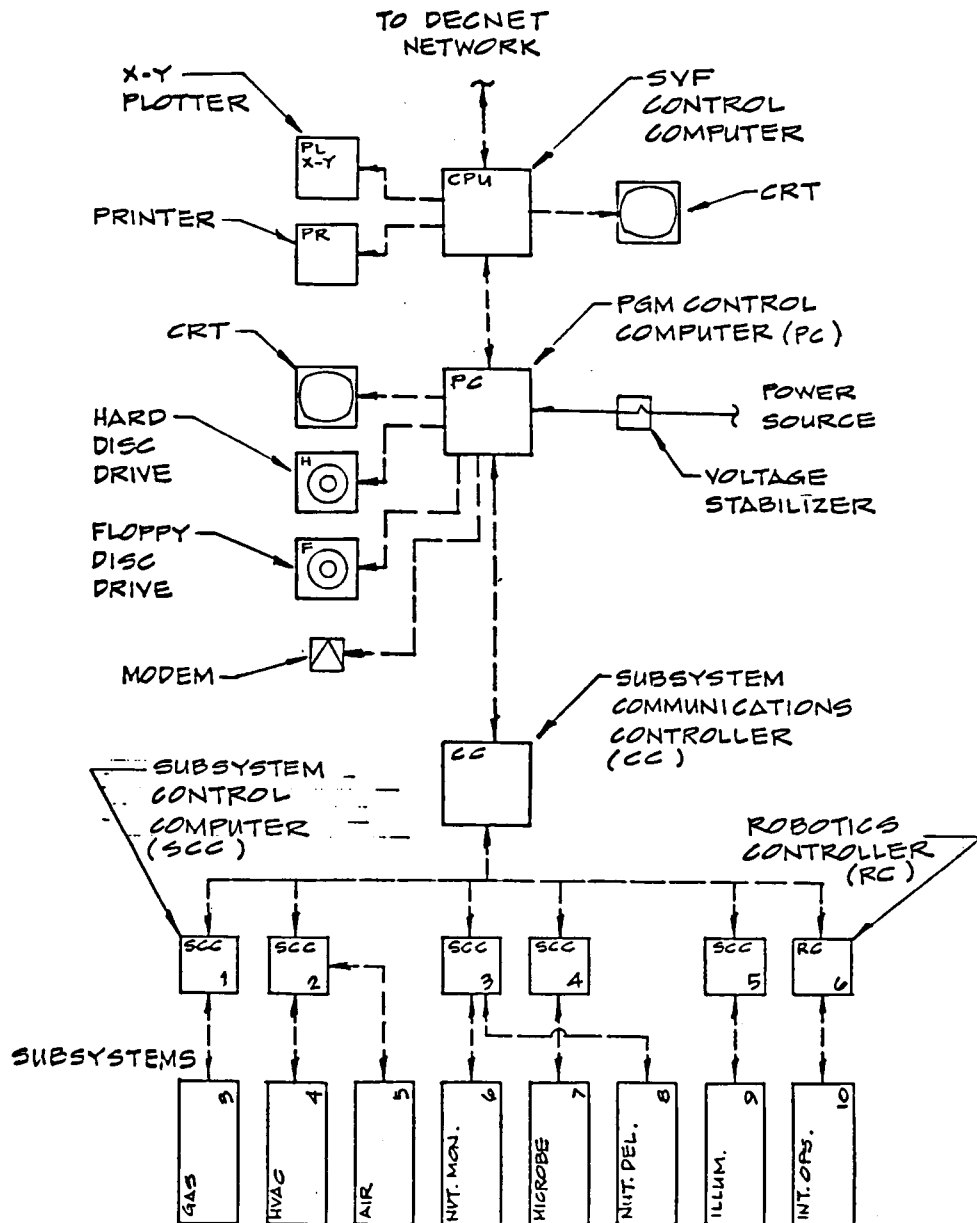 TO DECNET
NETWORK
X-Y
PLOTTER
SVF
CONTROL
COMPUTER
PL
X-Y
CPU
CRT
PRINTER
PR
PGM CONTROL
COMPUTER (PC)
CRT
PC
POWER
SOURCE
HARD
DISC
DRIVE
H
VOLTAGE
STABILIZER
FLOPPY
DISC
DRIVE
F
MODEM
SUBSYSTEM
COMMUNICATIONS
CONTROLLER
(CC)
CC
SUBSYSTEM
CONTROL
COMPUTER
(SCC)
ROBOTICS
CONTROLLER
(RC)
SCC
1
SCC
2
SCC
3
SCC
4
SCC
5
RC
6
SUBSYSTEMS
GAS
3
HVAC
4
AIR
5
NUT. MON.
6
MICROBE
7
NUT. DEL.
8
ILLUM.
9
INT. OPS.
10